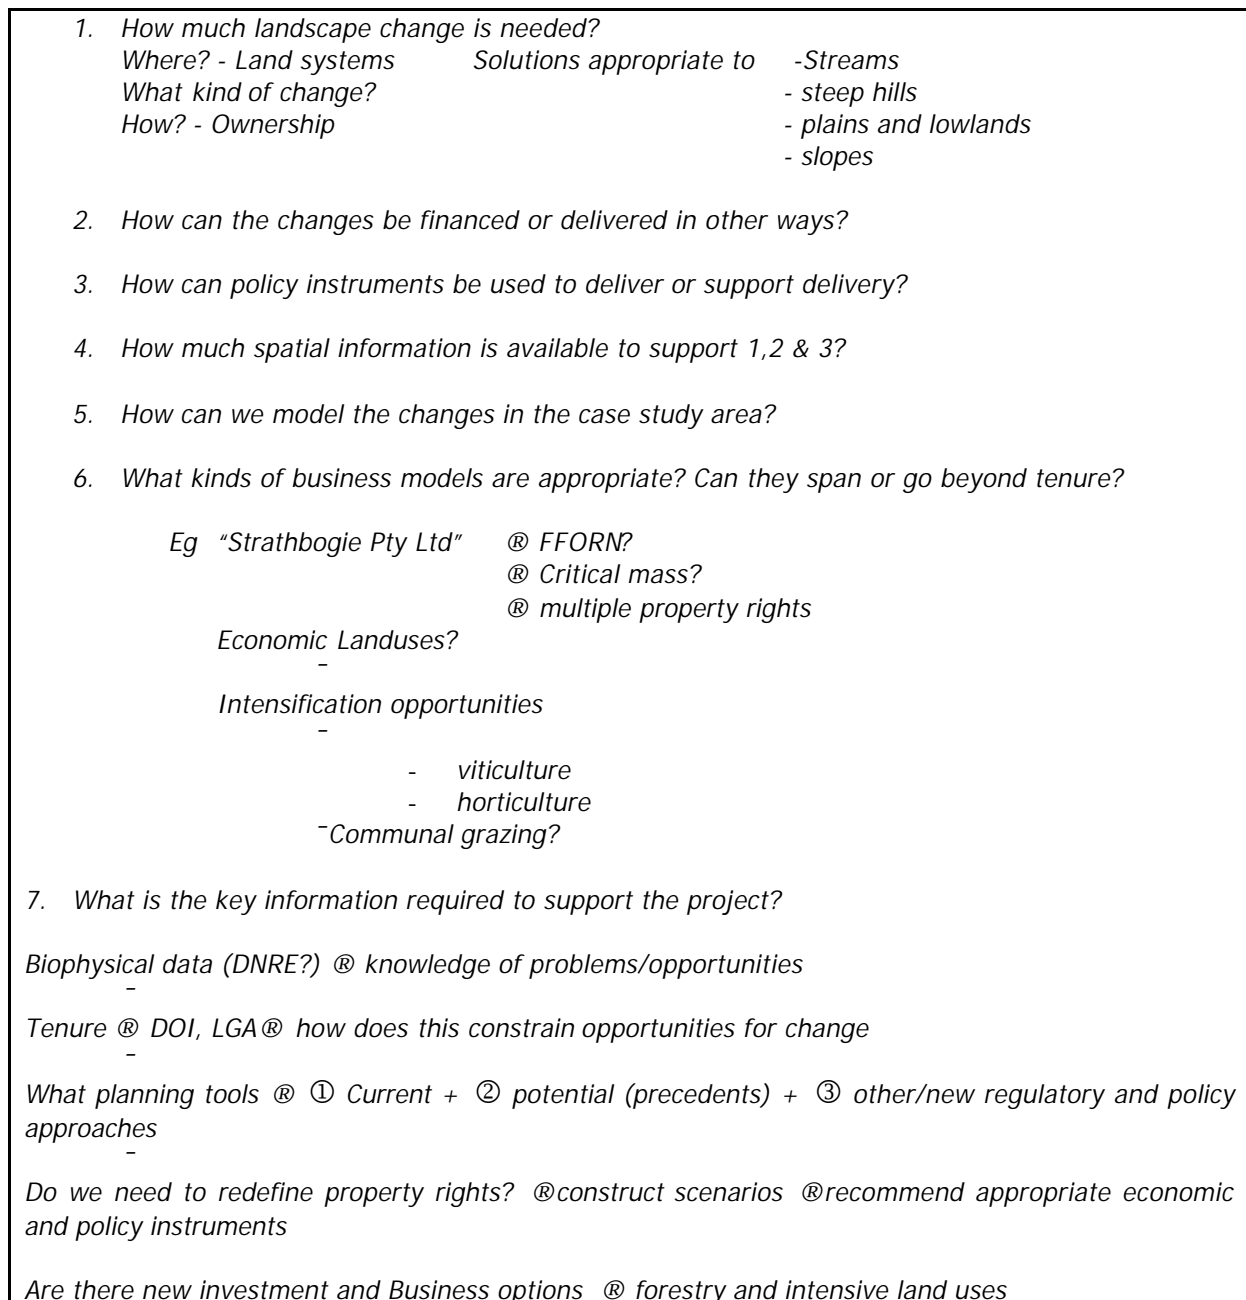 1. How much landscape change is needed?
Where? - Land systems Solutions appropriate to -Streams
What kind of change? - steep hills
How? - Ownership - plains and lowlands
- slopes
2. How can the changes be financed or delivered in other ways?
3. How can policy instruments be used to deliver or support delivery?
4. How much spatial information is available to support 1,2 & 3?
5. How can we model the changes in the case study area?
6. What kinds of business models are appropriate? Can they span or go beyond tenure?
Eg “Strathbogie Pty Ltd” ® FFORN?
® Critical mass?
® multiple property rights
Economic Landuses?
¯
Intensification opportunities
¯
- viticulture
- horticulture
¯Communal grazing?
7. What is the key information required to support the project?
Biophysical data (DNRE?) ® knowledge of problems/opportunities
¯
Tenure ® DOI, LGA® how does this constrain opportunities for change
¯
What planning tools ® ① Current + ② potential (precedents) + ③ other/new regulatory and policy
approaches
¯
Do we need to redefine property rights? ®construct scenarios ®recommend appropriate economic
and policy instruments
Are there new investment and Business options ® forestry and intensive land uses